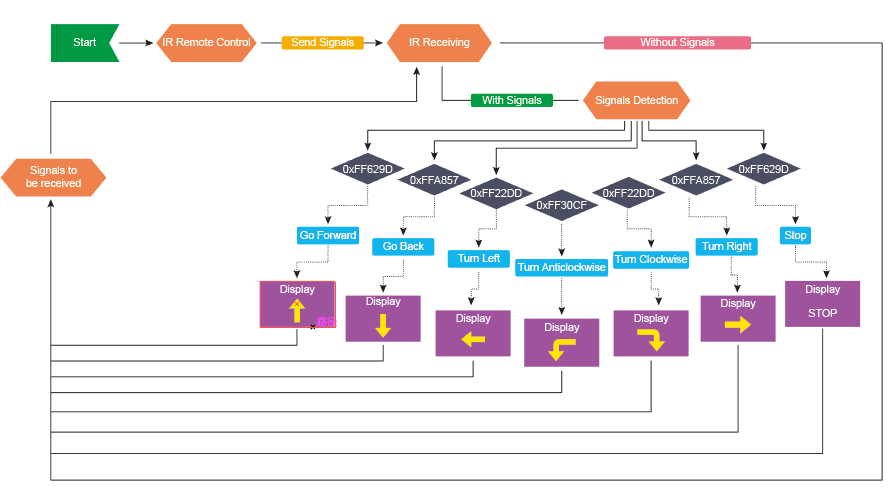 Start
IR Remote Control
Send Signals
IR Receiving
Without Signals
With Signals
Signals Detection
Signals to
be received
0xFF629D
0xFFA857
0xFF22DD
0xFF30CF
0xFF22DD
0xFFA857
0xFF629D
Go Forward
Go Back
Turn Left
Turn Anticlockwise
Turn Clockwise
Turn Right
Stop
Display
Display
Display
Display
Display
Display
Display
STOP